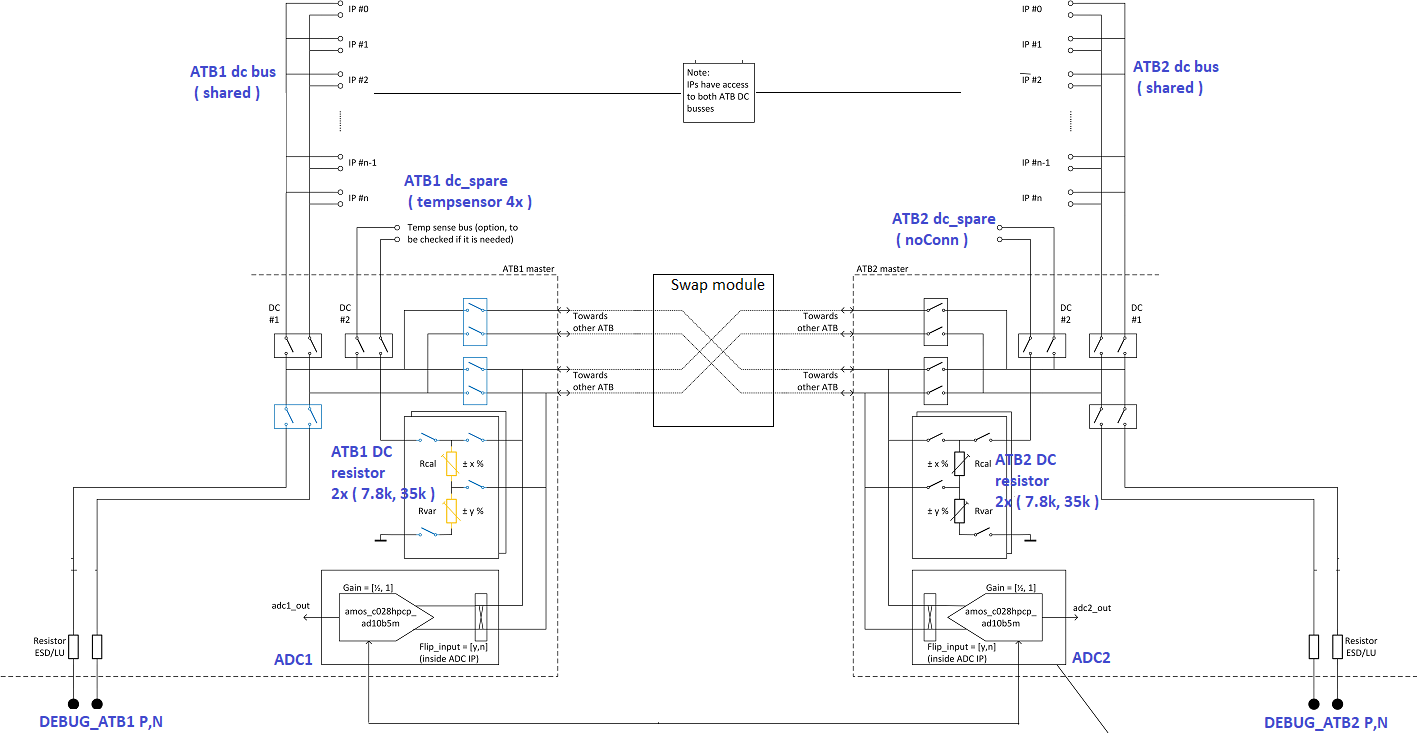 IP #0
IP #1
ATB1 dc bus
( shared )
IP #2
IP #n-1
IP #n
Note:
IPs have access
to both ATB DC
busses
IP #0
IP #1
IP #2
ATB2 dc bus
( shared )
IP #n-1
IP #n
ATB1 dc_spare
( tempsensor 4x )
Temp sense bus (option, to
be checked if it is needed)
ATB2 dc_spare
( noConn )
ATB1 master
ATB2 master
Swap module
DC
#1
DC
#2
Towards
other ATB
Towards
other ATB
Towards
other ATB
Towards
other ATB
DC
#2
DC
#1
ATB1 DC
resistor
2x ( 7.8k, 35k )
Rcal
± x %
Rvar
± y %
± x %
Rcal
± y %
Rvar
ATB2 DC
resistor
2x ( 7.8k, 35k )
Gain = [½, 1]
adc1_out
amos_c028hpcp_
ad10b5m
Flip_input = [y,n]
(inside ADC IP)
ADC1
Gain = [½, 1]
amos_c028hpcp_
ad10b5m
adc2_out
Flip_input = [y,n]
(inside ADC IP)
ADC2
Resistor
ESD/LU
Resistor
ESD/LU
DEBUG_ATB1 P,N
DEBUG_ATB2 P,N